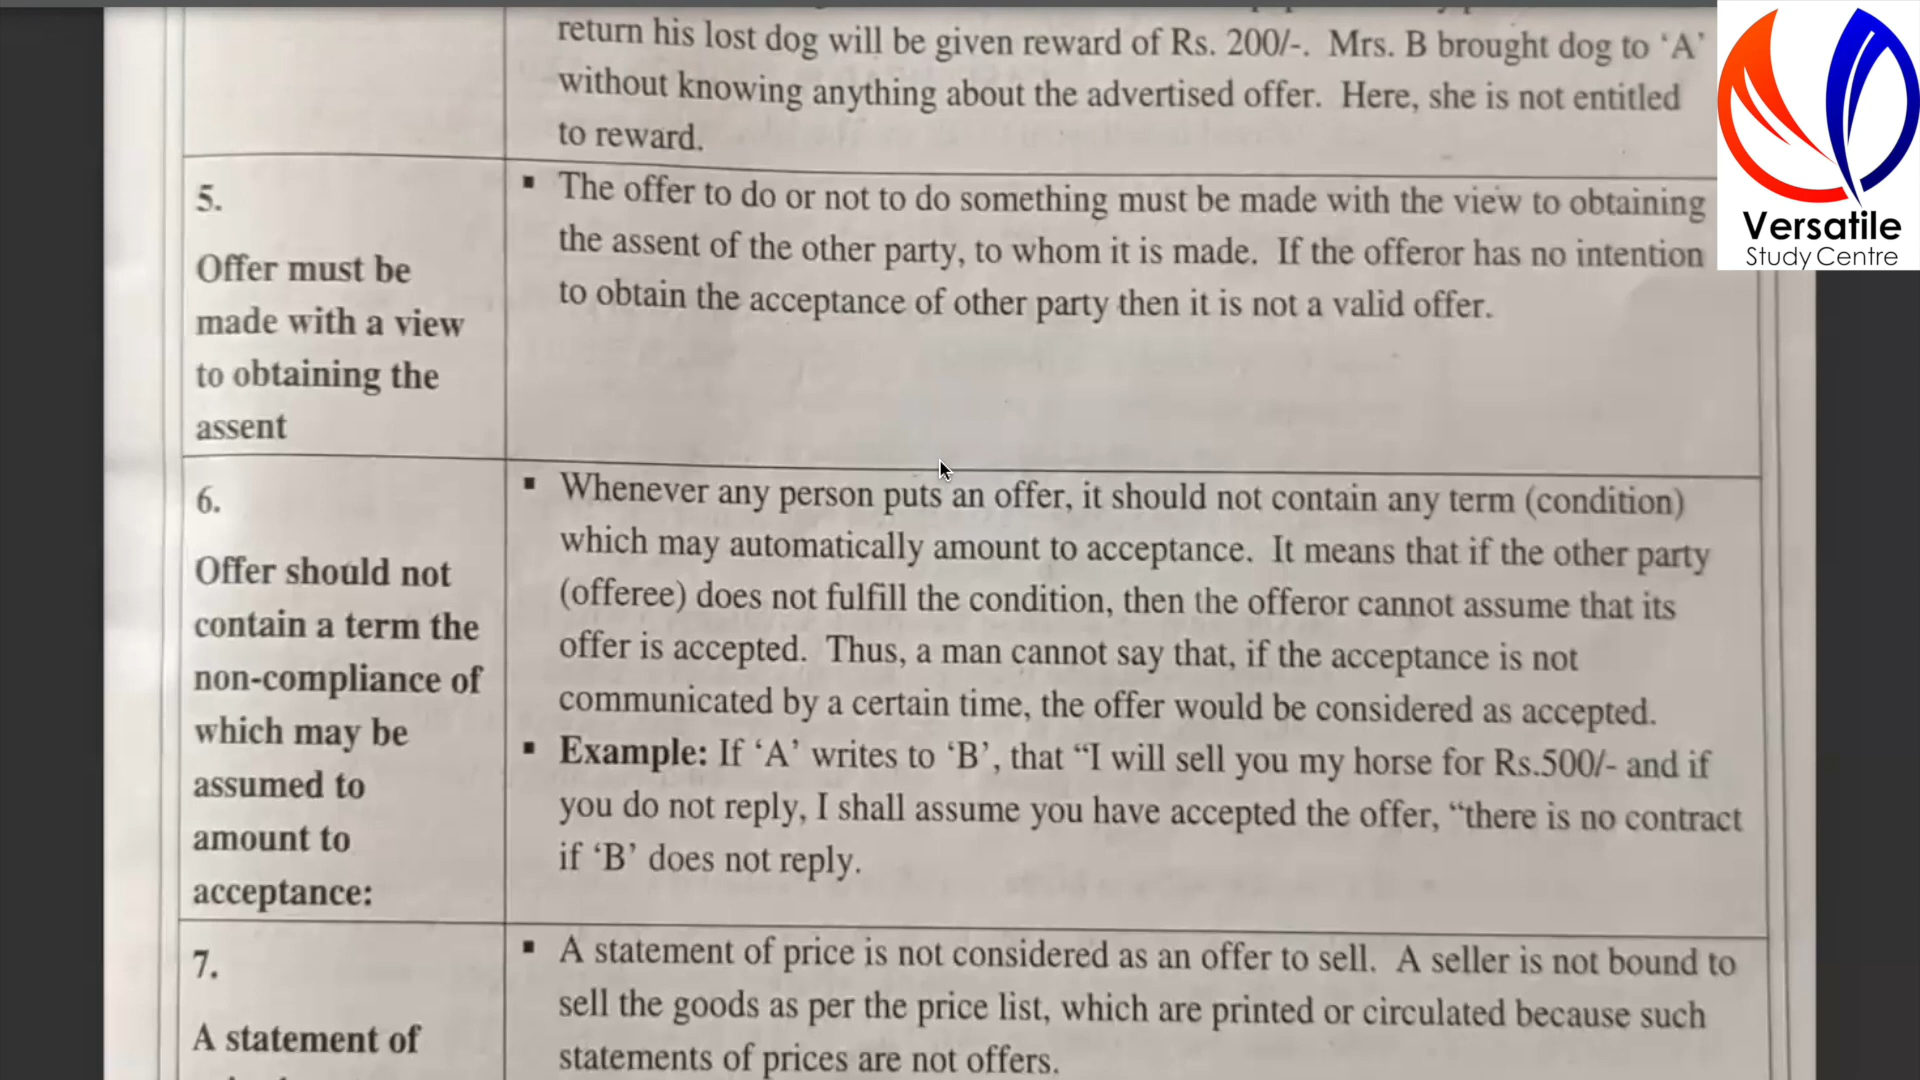 return his lost dog will be given reward of Rs. 200/-. Mrs. B brought dog to ‘A’
without knowing anything about the advertised offer. Here, she is not entitled
to reward.
5.
Offer must be
made with a view
to obtaining the
assent
▪ The offer to do or not to do something must be made with the view to obtaining
the assent of the other party, to whom it is made. If the offeror has no intention
to obtain the acceptance of other party then it is not a valid offer.
6.
Offer should not
contain a term the
non-compliance of
which may be
assumed to
amount to
acceptance:
▪ Whenever any person puts an offer, it should not contain any term (condition)
which may automatically amount to acceptance. It means that if the other party
(offeree) does not fulfill the condition, then the offeror cannot assume that its
offer is accepted. Thus, a man cannot say that, if the acceptance is not
communicated by a certain time, the offer would be considered as accepted.
▪ Example: If ‘A’ writes to ‘B’, that “I will sell you my horse for Rs.500/- and if
you do not reply, I shall assume you have accepted the offer, “there is no contract
if ‘B’ does not reply.
7.
A statement of
▪ A statement of price is not considered as an offer to sell. A seller is not bound to
sell the goods as per the price list, which are printed or circulated because such
statements of prices are not offers.
Versatile
Study Centre